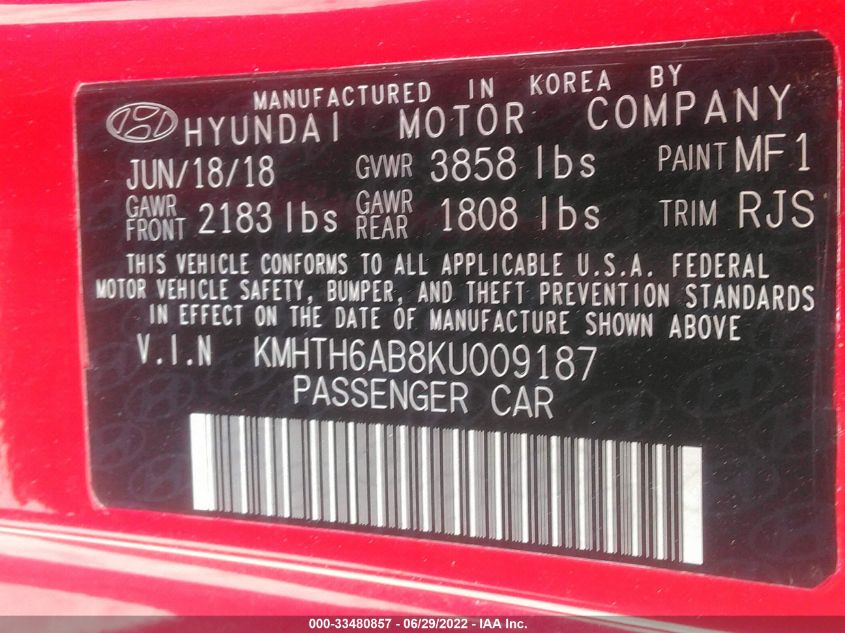 MANUFACTURED IN KOREA BY
HYUNDAI MOTOR COMPANY
JUN/18/18 GVWR 3858 lbs PAINT MF1
GAWR FRONT 2183 lbs GAWR REAR 1808 lbs TRIM RJS
THIS VEHICLE CONFORMS TO ALL APPLICABLE U.S.A. FEDERAL
MOTOR VEHICLE SAFETY, BUMPER, AND THEFT PREVENTION STANDARDS
IN EFFECT ON THE DATE OF MANUFACTURE SHOWN ABOVE
V.I.N KMHTH6AB8KU009187
PASSENGER CAR
000-33480857 - 06/29/2022 - IAA Inc.